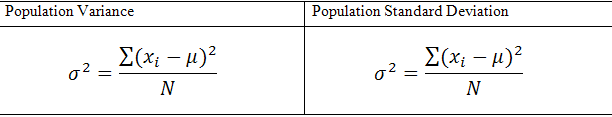 Population Variance
Population Standard Deviation
σ² = Σ(xᵢ − μ)² / N
σ² = Σ(xᵢ − μ)² / N